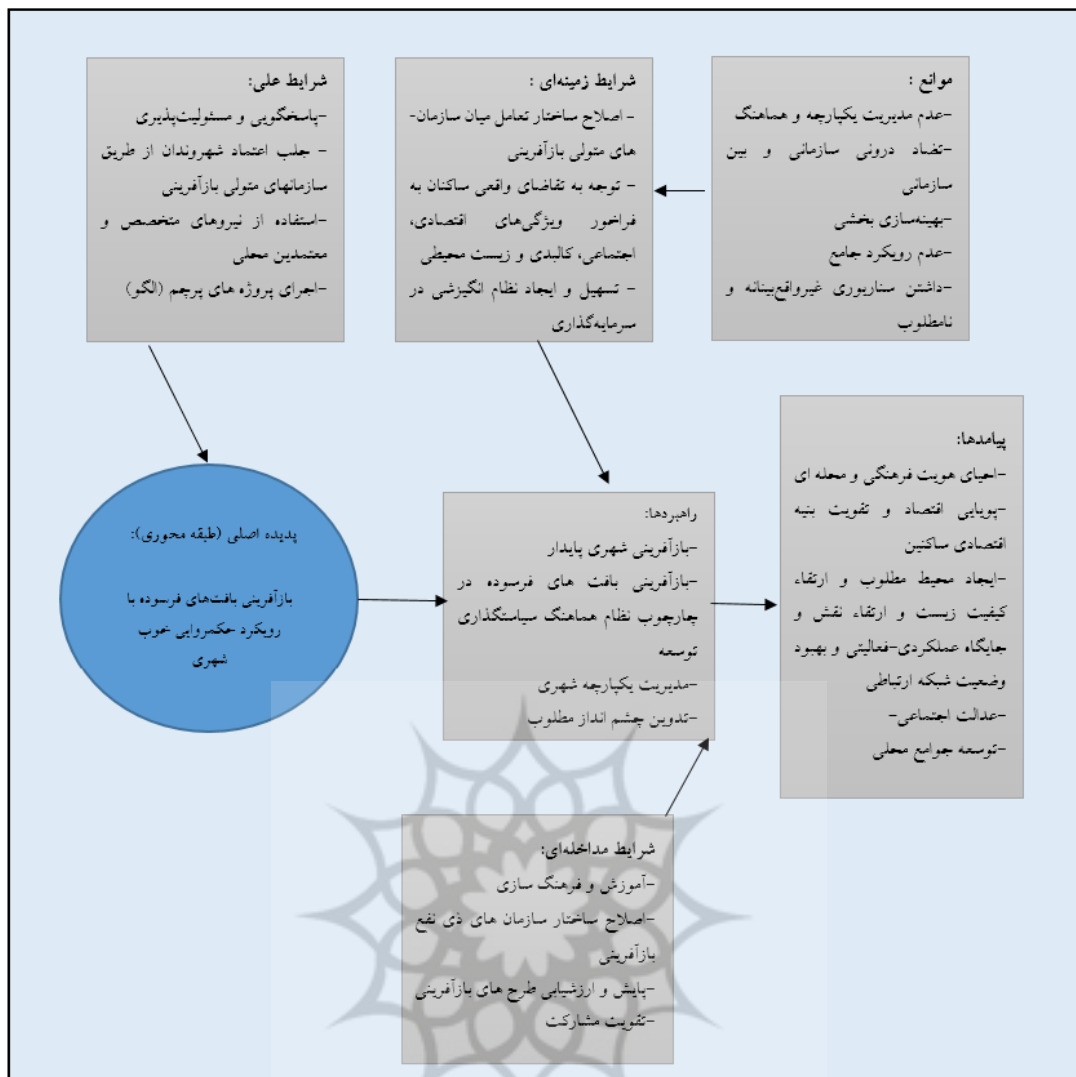 شرایط علی:
-پاسخگویی و مسئولیت‌پذیری
- جلب اعتماد شهروندان از طریق
سازمانهای متولی بازآفرینی
-استفاده از نیروهای متخصص و
معتمدین محلی
-اجرای پروژه های پرچم (الگو)
شرایط زمینه‌ای :
- اصلاح ساختار تعامل میان سازمان-
های متولی بازآفرینی
- توجه به تقاضای واقعی ساکنان به
فراخور ویژگی‌های اقتصادی،
اجتماعی، کالبدی و زیست محیطی
- تسهیل و ایجاد نظام انگیزشی در
سرمایه‌گذاری
موانع :
-عدم مدیریت یکپارچه و هماهنگ
-تضاد درونی سازمانی و بین
سازمانی
-بهینه‌سازی بخشی
-عدم رویکرد جامع
-داشتن سناریوری غیرواقع‌بینانه و
نامطلوب
پدیده اصلی (طبقه محوری):
بازآفرینی بافت‌های فرسوده با
رویکرد حکمروایی خوب
شهری
راهبردها:
-بازآفرینی شهری پایدار
-بازآفرینی بافت های فرسوده در
چارچوب نظام هماهنگ سیاستگذاری
توسعه
-مدیریت یکپارچه شهری
-تدوین چشم انداز مطلوب
پیامدها:
-احیای هویت فرهنگی و محله ای
-پویایی اقتصاد و تقویت بنیه
اقتصادی ساکنین
-ایجاد محیط مطلوب و ارتقاء
کیفیت زیست و ارتقاء نقش و
جایگاه عملکردی-فعالیتی و بهبود
وضعیت شبکه ارتباطی
-عدالت اجتماعی-
-توسعه جوامع محلی
شرایط مداخله‌ای:
-آموزش و فرهنگ سازی
-اصلاح ساختار سازمان های ذی نفع
بازآفرینی
-پایش و ارزشیابی طرح های بازآفرینی
-تقویت مشارکت